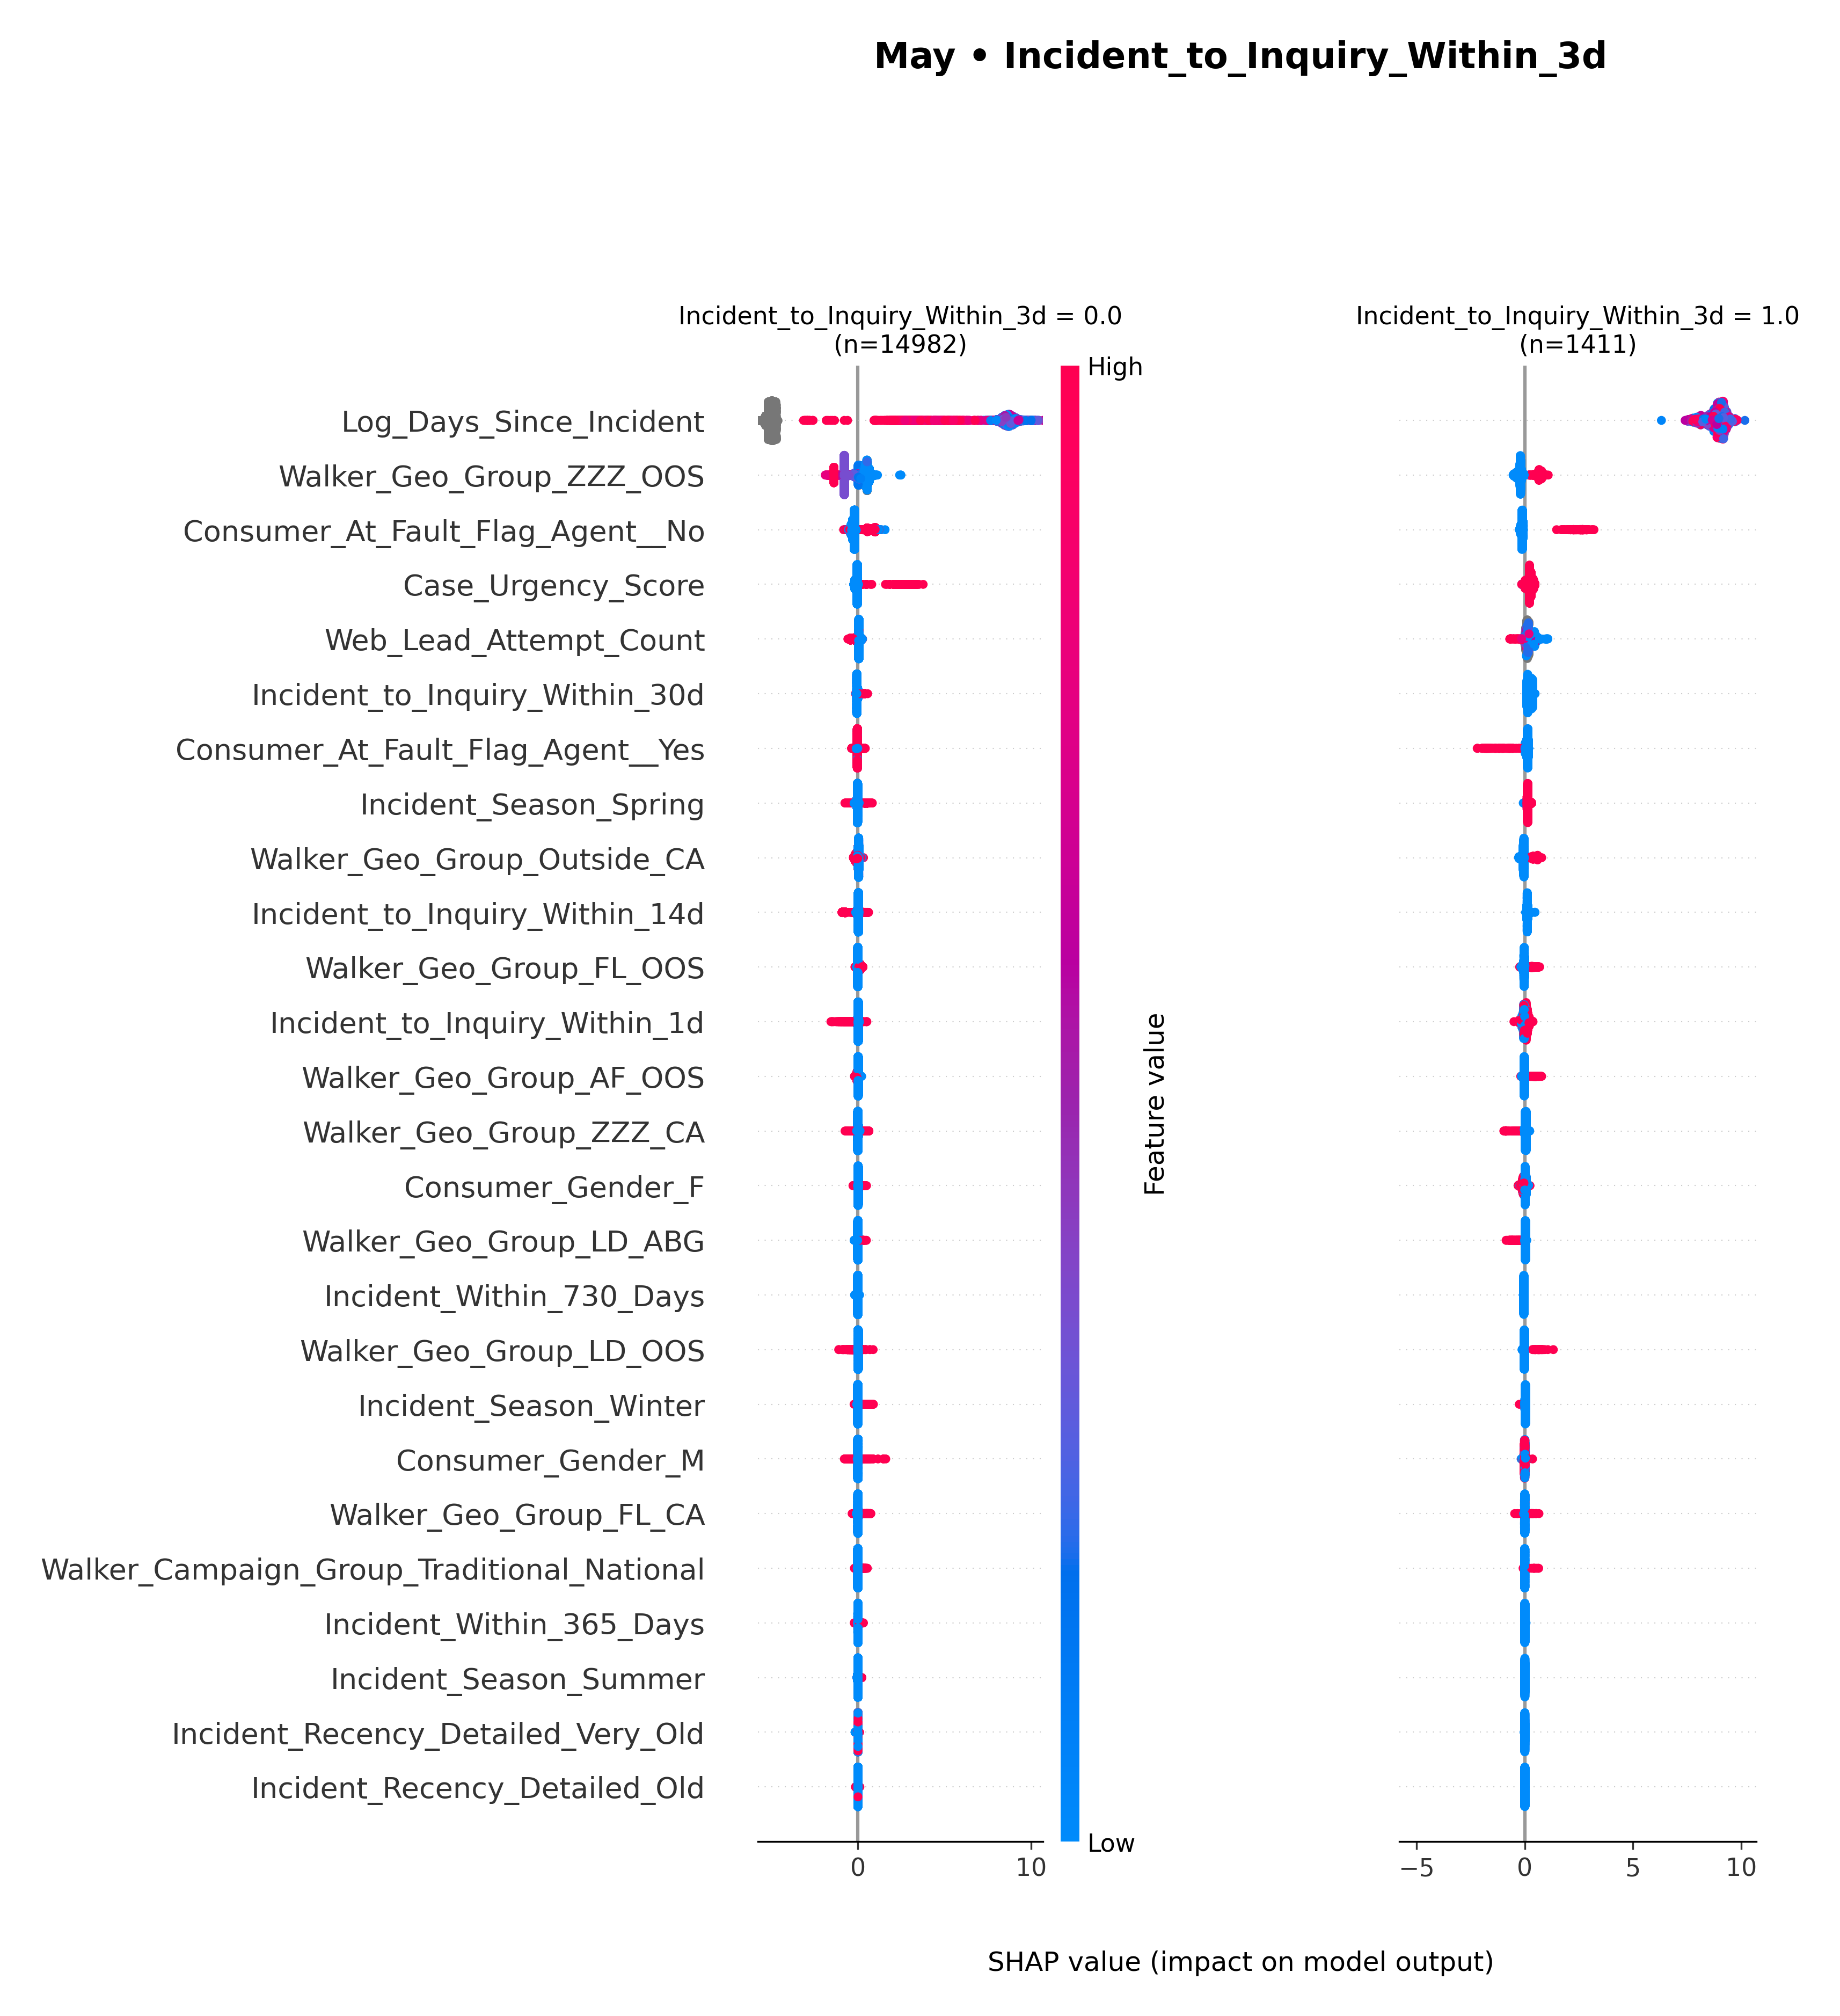 May • Incident_to_Inquiry_Within_3d
Incident_to_Inquiry_Within_3d = 0.0
(n=14982)
Incident_to_Inquiry_Within_3d = 1.0
(n=1411)
High
Log_Days_Since_Incident
Walker_Geo_Group_ZZZ_OOS
Consumer_At_Fault_Flag_Agent__No
Case_Urgency_Score
Web_Lead_Attempt_Count
Incident_to_Inquiry_Within_30d
Consumer_At_Fault_Flag_Agent__Yes
Incident_Season_Spring
Walker_Geo_Group_Outside_CA
Incident_to_Inquiry_Within_14d
Walker_Geo_Group_FL_OOS
Incident_to_Inquiry_Within_1d
Walker_Geo_Group_AF_OOS
Walker_Geo_Group_ZZZ_CA
Consumer_Gender_F
Walker_Geo_Group_LD_ABG
Incident_Within_730_Days
Walker_Geo_Group_LD_OOS
Incident_Season_Winter
Consumer_Gender_M
Walker_Geo_Group_FL_CA
Walker_Campaign_Group_Traditional_National
Incident_Within_365_Days
Incident_Season_Summer
Incident_Recency_Detailed_Very_Old
Incident_Recency_Detailed_Old
Feature value
Low
0 10
−5 0 5 10
SHAP value (impact on model output)